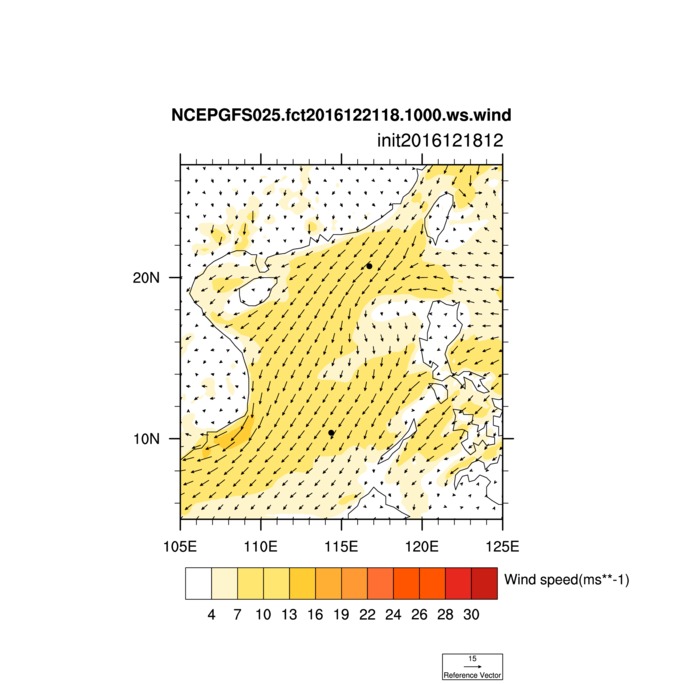 NCEPGFS025.fct2016122118.1000.ws.wind
init2016121812
20N
10N
105E 110E 115E 120E 125E
Wind speed(ms**-1)
4 7 10 13 16 19 22 24 26 28 30
15
Reference Vector